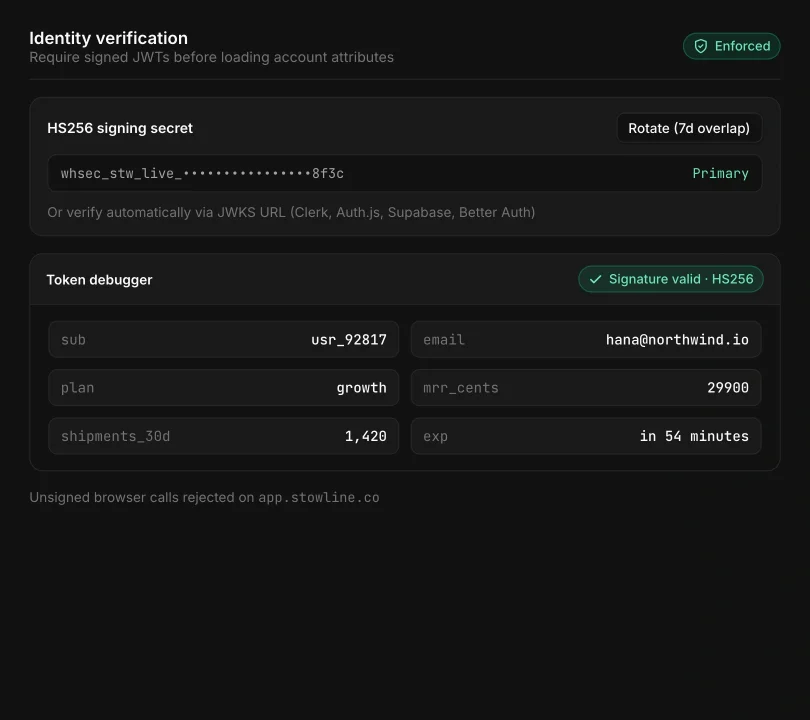 Identity verification
Require signed JWTs before loading account attributes
Enforced
HS256 signing secret
Rotate (7d overlap)
whsec_stw_live_••••••••••••••••8f3c
Primary
Or verify automatically via JWKS URL (Clerk, Auth.js, Supabase, Better Auth)
Token debugger
Signature valid · HS256
sub usr_92817
email hana@northwind.io
plan growth
mrr_cents 29900
shipments_30d 1,420
exp in 54 minutes
Unsigned browser calls rejected on app.stowline.co